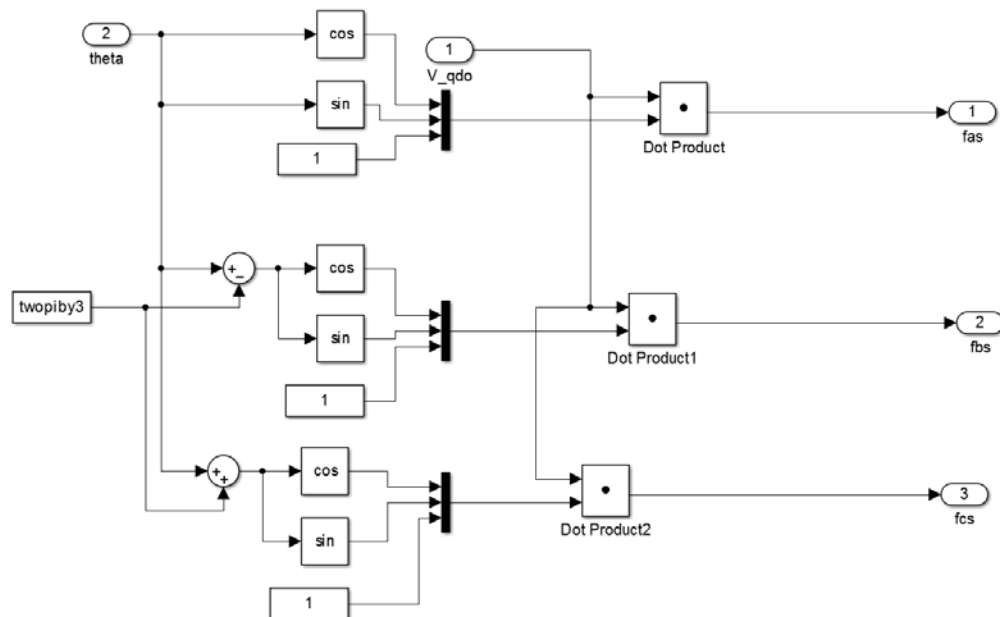 2
theta
cos
1
V_qdo
sin
1
Dot Product
1
fas
cos
twopiby3
sin
1
Dot Product1
2
fbs
cos
sin
1
Dot Product2
3
fcs